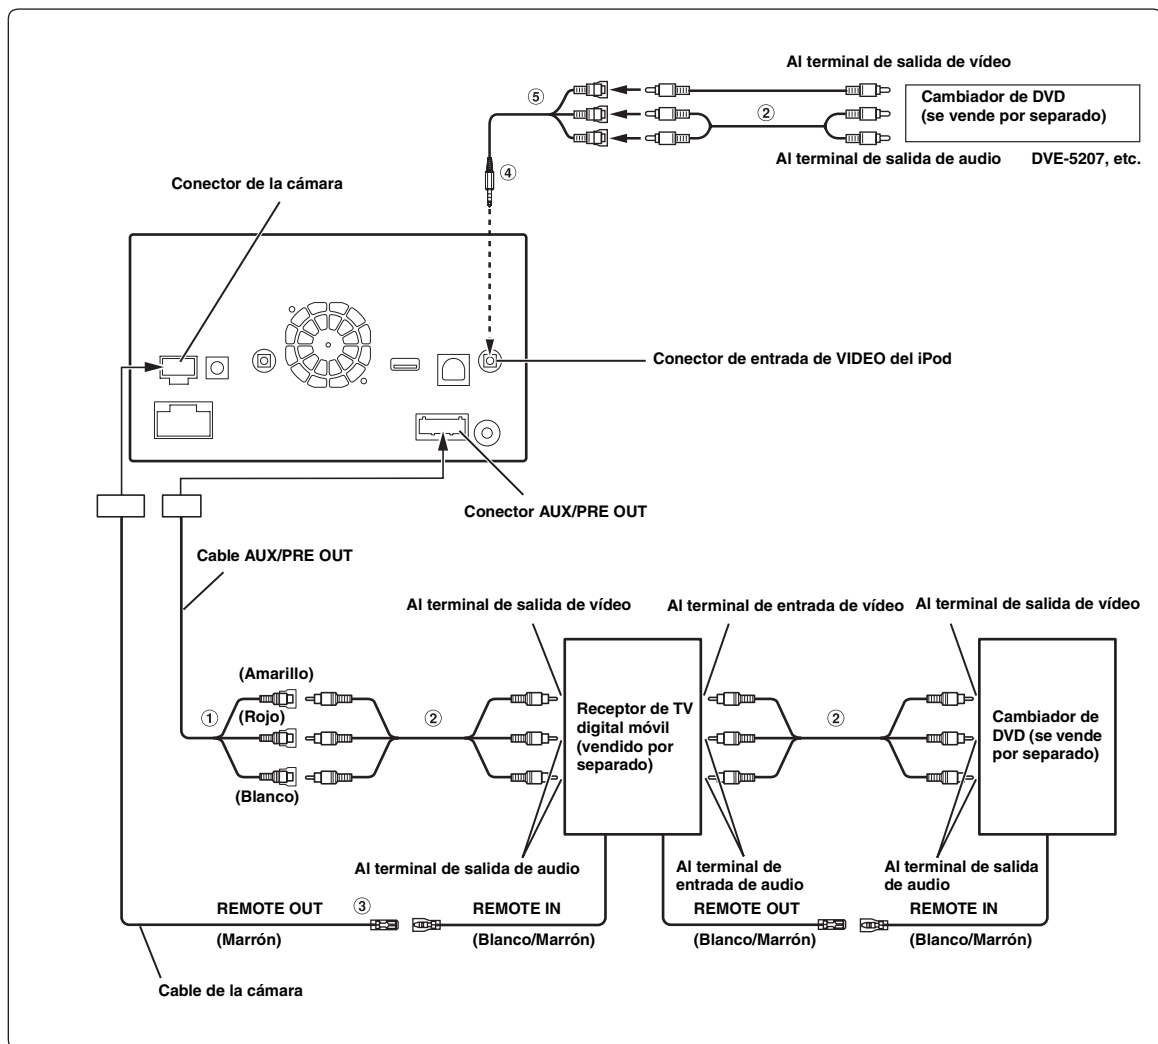 Al terminal de salida de vídeo
⑤
Cambiador de DVD
(se vende por separado)
②
Al terminal de salida de audio
DVE-5207, etc.
④
Conector de la cámara
Conector de entrada de VIDEO del iPod
Conector AUX/PRE OUT
Cable AUX/PRE OUT
Al terminal de salida de vídeo
Al terminal de entrada de vídeo
Al terminal de salida de vídeo
(Amarillo)
①
(Rojo)
②
Receptor de TV
digital móvil
(vendido por
separado)
②
Cambiador de
DVD (se vende
por separado)
(Blanco)
Al terminal de salida de audio
Al terminal de
entrada de audio
Al terminal de salida
de audio
REMOTE OUT
③
REMOTE IN
REMOTE OUT
REMOTE IN
(Marrón)
(Blanco/Marrón)
(Blanco/Marrón)
(Blanco/Marrón)
Cable de la cámara